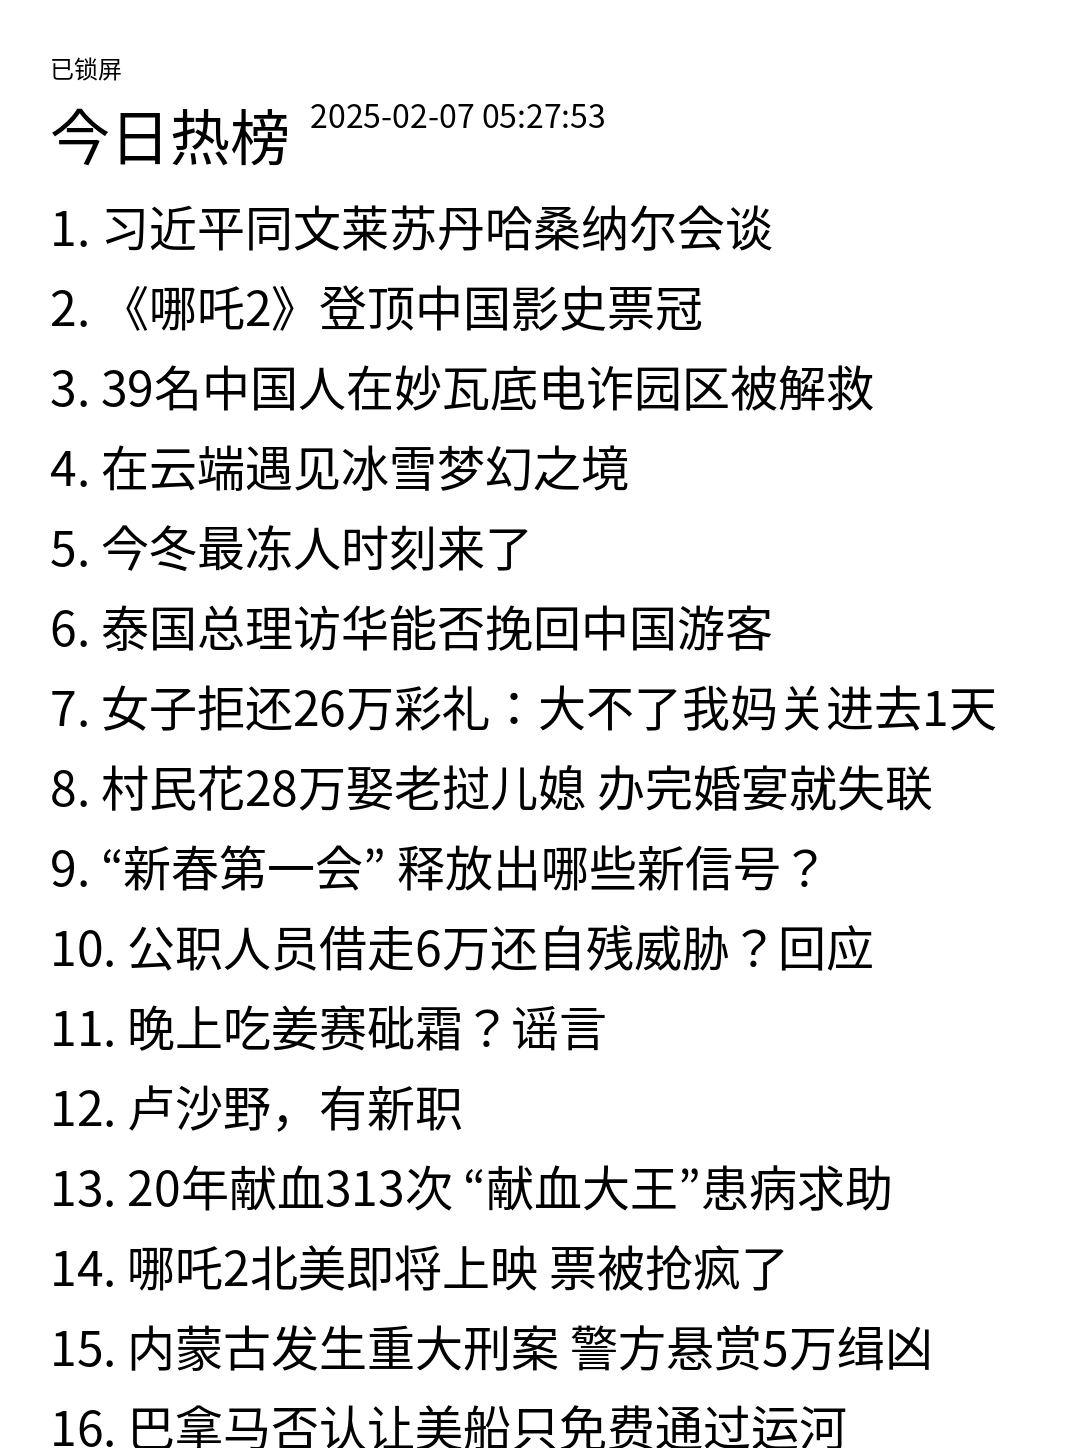 已锁屏
今日热榜 2025-02-07 05:27:53
1. 习近平同文莱苏丹哈桑纳尔会谈
2. 《哪吒2》登顶中国影史票冠
3. 39名中国人在妙瓦底电诈园区被解救
4. 在云端遇见冰雪梦幻之境
5. 今冬最冻人时刻来了
6. 泰国总理访华能否挽回中国游客
7. 女子拒还26万彩礼：大不了我妈关进去1天
8. 村民花28万娶老挝儿媳 办完婚宴就失联
9. “新春第一会” 释放出哪些新信号？
10. 公职人员借走6万还自残威胁？回应
11. 晚上吃姜赛砒霜？谣言
12. 卢沙野，有新职
13. 20年献血313次 “献血大王”患病求助
14. 哪吒2北美即将上映 票被抢疯了
15. 内蒙古发生重大刑案 警方悬赏5万缉凶
16. 巴拿马否认让美船只免费通过运河